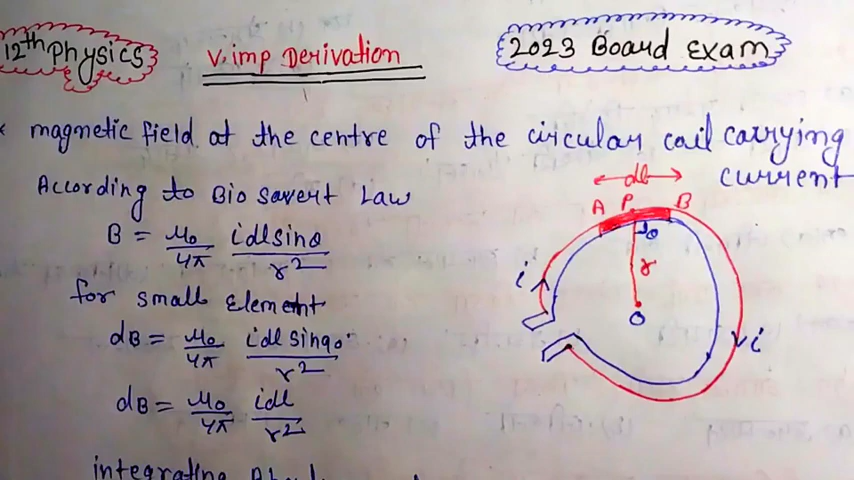 12th Physics
V. imp Derivation
2023 Board Exam
magnetic field at the centre of the circular coil carrying
current
According to Bio savert Law
B = μ₀/4π idlsinθ/r²
for small Element
dB = μ₀/4π idl sin90°/r²
dB = μ₀/4π idl/r²
integrating
dl
A P B
θ
r
i
O
i